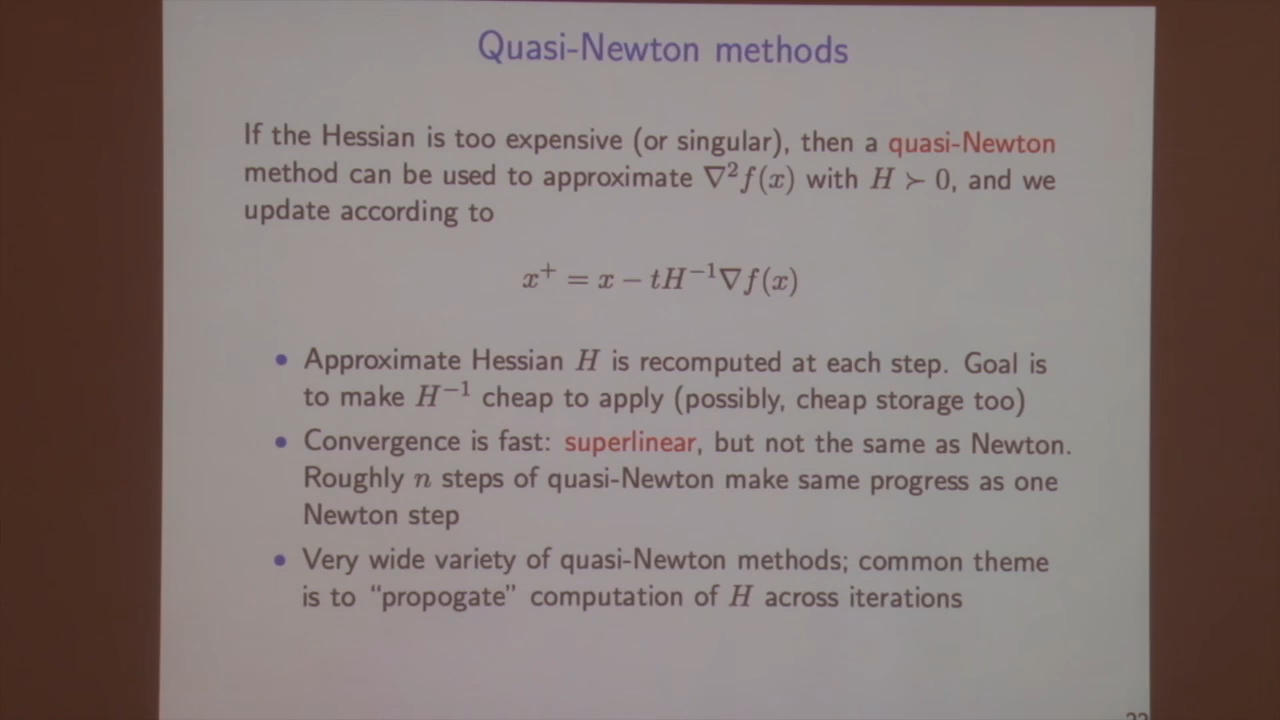 Quasi-Newton methods
If the Hessian is too expensive (or singular), then a quasi-Newton
method can be used to approximate ∇²f(x) with H ≻ 0, and we
update according to
x⁺ = x − tH⁻¹∇f(x)
• Approximate Hessian H is recomputed at each step. Goal is
to make H⁻¹ cheap to apply (possibly, cheap storage too)
• Convergence is fast: superlinear, but not the same as Newton.
Roughly n steps of quasi-Newton make same progress as one
Newton step
• Very wide variety of quasi-Newton methods; common theme
is to “propogate” computation of H across iterations